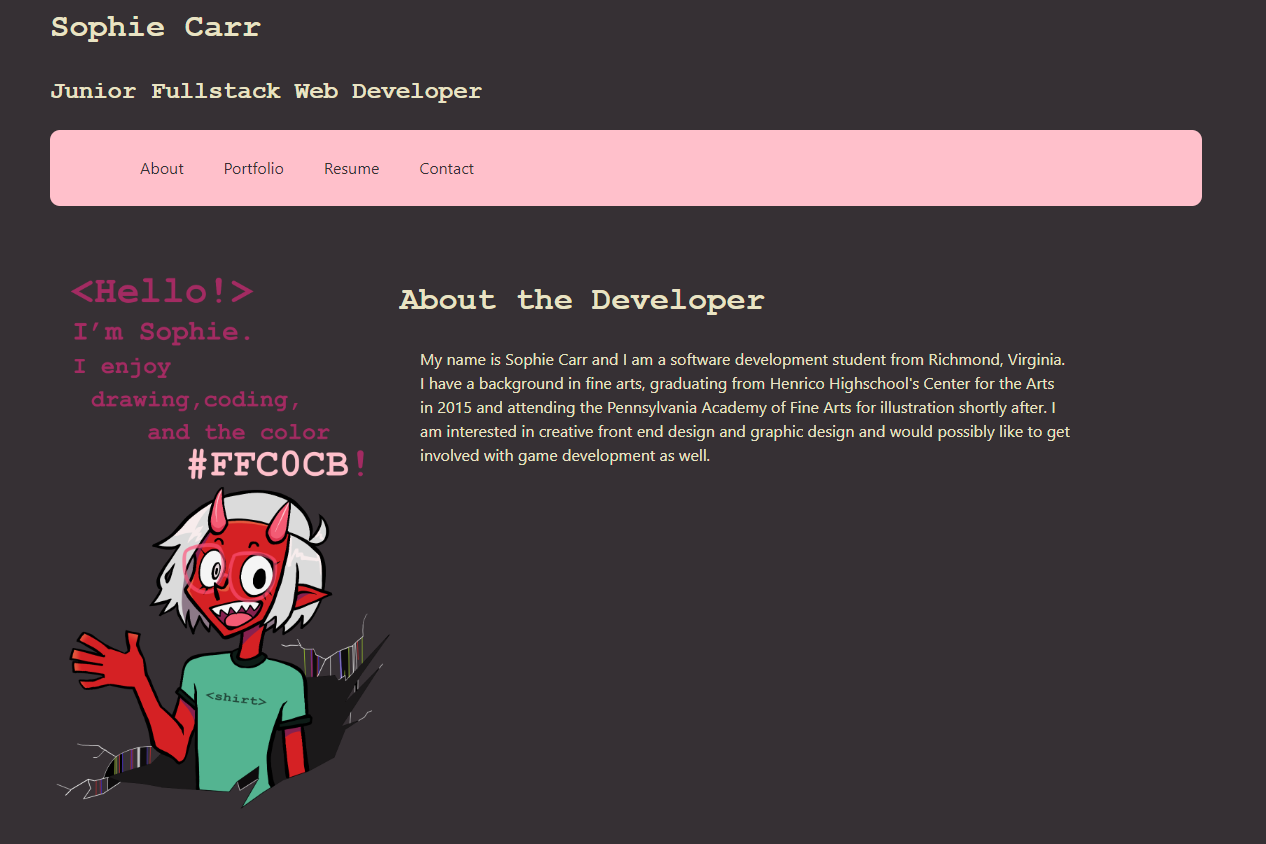 Sophie Carr
Junior Fullstack Web Developer
About Portfolio Resume Contact
<Hello!>
I’m Sophie.
I enjoy
drawing,coding,
and the color
#FFC0CB!
<shirt>
About the Developer
My name is Sophie Carr and I am a software development student from Richmond, Virginia.
I have a background in fine arts, graduating from Henrico Highschool's Center for the Arts
in 2015 and attending the Pennsylvania Academy of Fine Arts for illustration shortly after. I
am interested in creative front end design and graphic design and would possibly like to get
involved with game development as well.